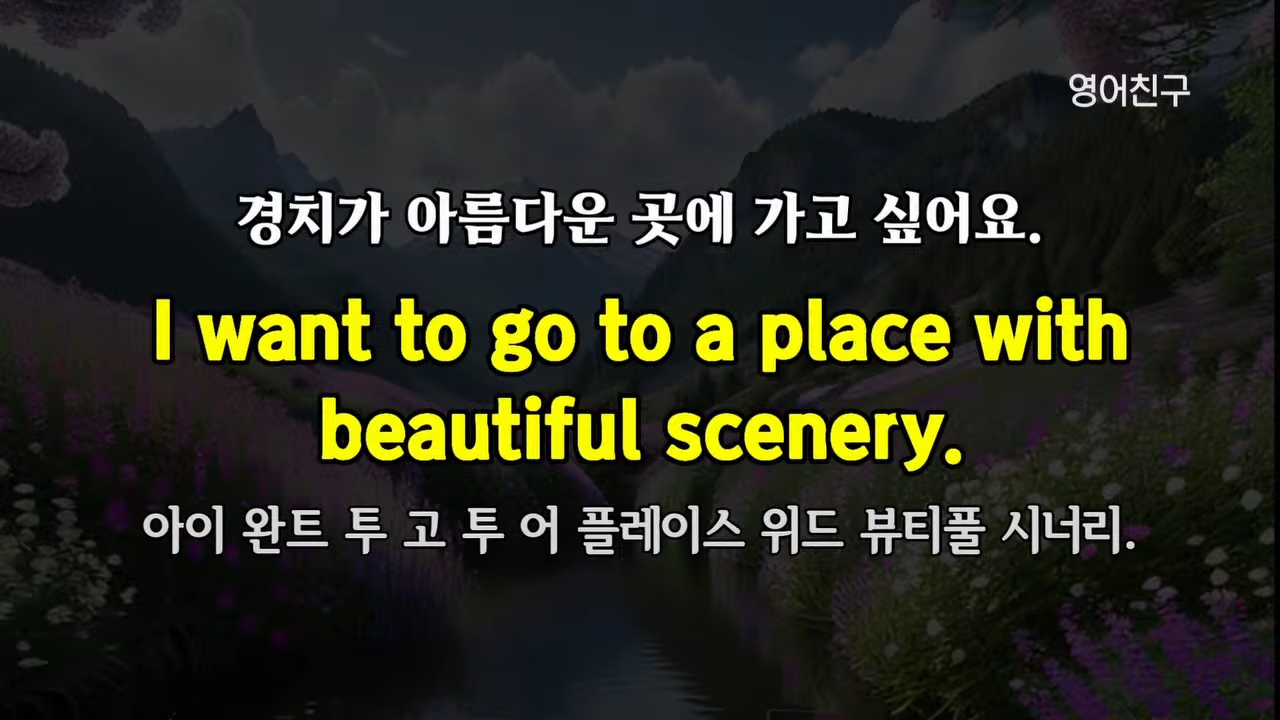 영어친구
경치가 아름다운 곳에 가고 싶어요.
I want to go to a place with
beautiful scenery.
아이 완트 투 고 투 어 플레이스 위드 뷰티풀 시너리.